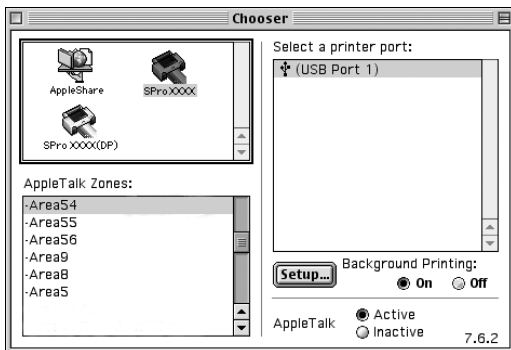 Chooser
AppleShare
SPro XXXX
SPro XXXX(DP)
AppleTalk Zones:
-Area54
-Area55
-Area56
-Area9
-Area8
-Area5
Select a printer port:
(USB Port 1)
Setup...
Background Printing:
On Off
AppleTalk
Active
Inactive
7.6.2